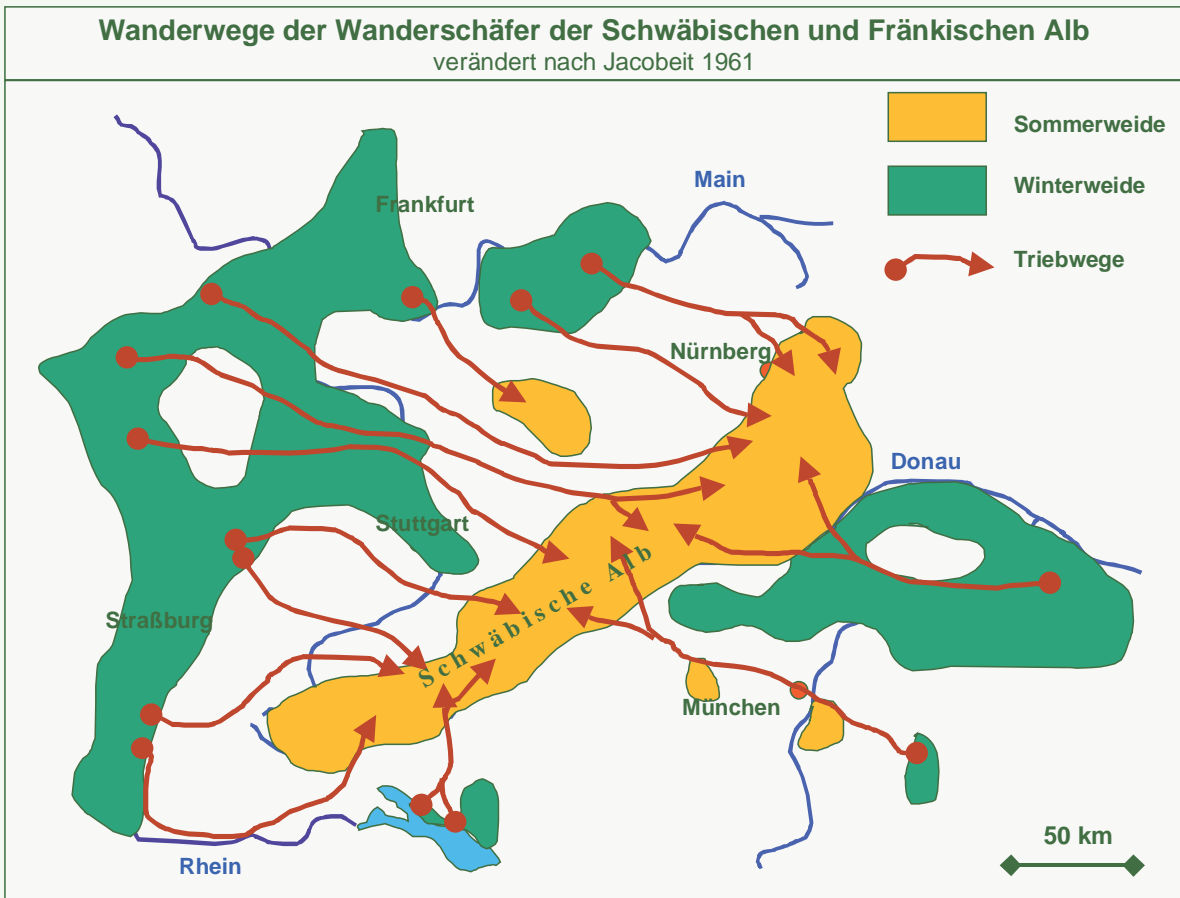 Wanderwege der Wanderschäfer der Schwäbischen und Fränkischen Alb
verändert nach Jacobeit 1961
Sommerweide
Winterweide
Triebwege
Main
Frankfurt
Nürnberg
Donau
Stuttgart
Schwäbische Alb
Straßburg
München
Rhein
50 km